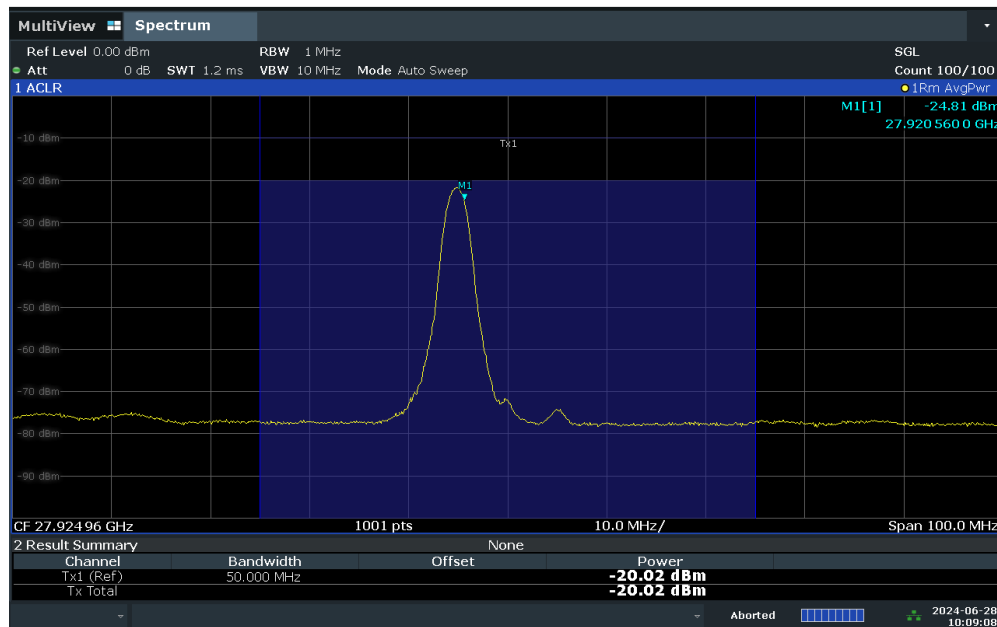 MultiView Spectrum
Ref Level 0.00 dBm RBW 1 MHz SGL
Att 0 dB SWT 1.2 ms VBW 10 MHz Mode Auto Sweep Count 100/100
1 ACLR 1Rm AvgPwr
M1[1] -24.81 dBm
27.9205600 GHz
-10 dBm
Tx1
-20 dBm
M1
-30 dBm
-40 dBm
-50 dBm
-60 dBm
-70 dBm
-80 dBm
-90 dBm
CF 27.92496 GHz 1001 pts 10.0 MHz/ Span 100.0 MHz
2 Result Summary None
Channel Bandwidth Offset Power
Tx1 (Ref) 50.000 MHz -20.02 dBm
Tx Total -20.02 dBm
Aborted 2024-06-28
10:09:08